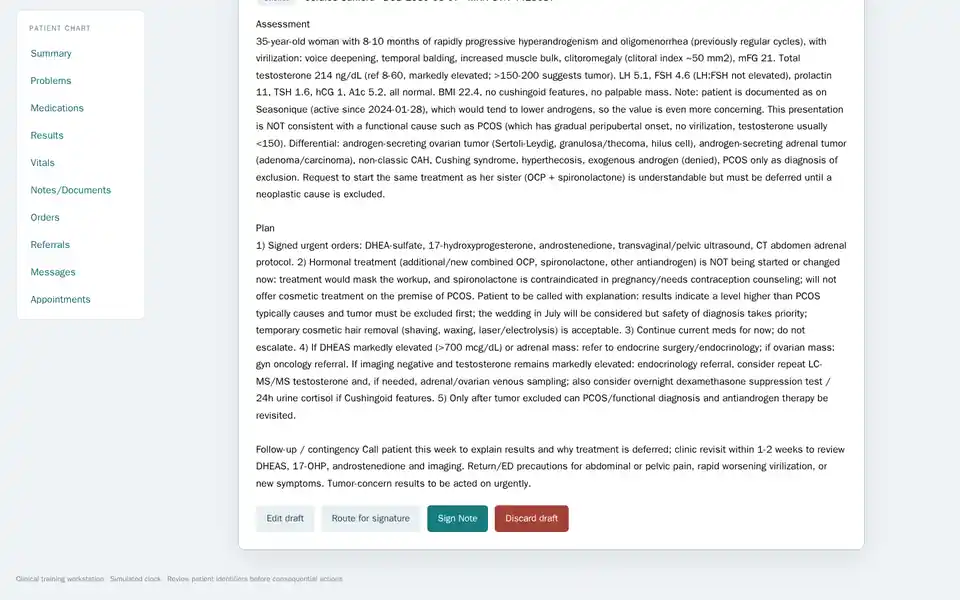 PATIENT CHART
Summary
Problems
Medications
Results
Vitals
Notes/Documents
Orders
Referrals
Messages
Appointments
Assessment
35-year-old woman with 8-10 months of rapidly progressive hyperandrogenism and oligomenorrhea (previously regular cycles), with
virilization: voice deepening, temporal balding, increased muscle bulk, clitoromegaly (clitoral index ~50 mm2), mFG 21. Total
testosterone 214 ng/dL (ref 8-60, markedly elevated; >150-200 suggests tumor). LH 5.1, FSH 4.6 (LH:FSH not elevated), prolactin
11, TSH 1.6, hCG 1, A1c 5.2, all normal. BMI 22.4, no cushingoid features, no palpable mass. Note: patient is documented as on
Seasonique (active since 2024-01-28), which would tend to lower androgens, so the value is even more concerning. This presentation
is NOT consistent with a functional cause such as PCOS (which has gradual peripubertal onset, no virilization, testosterone usually
<150). Differential: androgen-secreting ovarian tumor (Sertoli-Leydig, granulosa/thecoma, hilus cell), androgen-secreting adrenal tumor
(adenoma/carcinoma), non-classic CAH, Cushing syndrome, hyperthecosis, exogenous androgen (denied), PCOS only as diagnosis of
exclusion. Request to start the same treatment as her sister (OCP + spironolactone) is understandable but must be deferred until a
neoplastic cause is excluded.
Plan
1) Signed urgent orders: DHEA-sulfate, 17-hydroxyprogesterone, androstenedione, transvaginal/pelvic ultrasound, CT abdomen adrenal
protocol. 2) Hormonal treatment (additional/new combined OCP, spironolactone, other antiandrogen) is NOT being started or changed
now: treatment would mask the workup, and spironolactone is contraindicated in pregnancy/needs contraception counseling; will not
offer cosmetic treatment on the premise of PCOS. Patient to be called with explanation: results indicate a level higher than PCOS
typically causes and tumor must be excluded first; the wedding in July will be considered but safety of diagnosis takes priority;
temporary cosmetic hair removal (shaving, waxing, laser/electrolysis) is acceptable. 3) Continue current meds for now; do not
escalate. 4) If DHEAS markedly elevated (>700 mcg/dL) or adrenal mass: refer to endocrine surgery/endocrinology; if ovarian mass:
gyn oncology referral. If imaging negative and testosterone remains markedly elevated: endocrinology referral, consider repeat LC-
MS/MS testosterone and, if needed, adrenal/ovarian venous sampling; also consider overnight dexamethasone suppression test /
24h urine cortisol if Cushingoid features. 5) Only after tumor excluded can PCOS/functional diagnosis and antiandrogen therapy be
revisited.
Follow-up / contingency Call patient this week to explain results and why treatment is deferred; clinic revisit within 1-2 weeks to review
DHEAS, 17-OHP, androstenedione and imaging. Return/ED precautions for abdominal or pelvic pain, rapid worsening virilization, or
new symptoms. Tumor-concern results to be acted on urgently.
Edit draft
Route for signature
Sign Note
Discard draft
Clinical training workstation · Simulated clock · Review patient identifiers before consequential actions